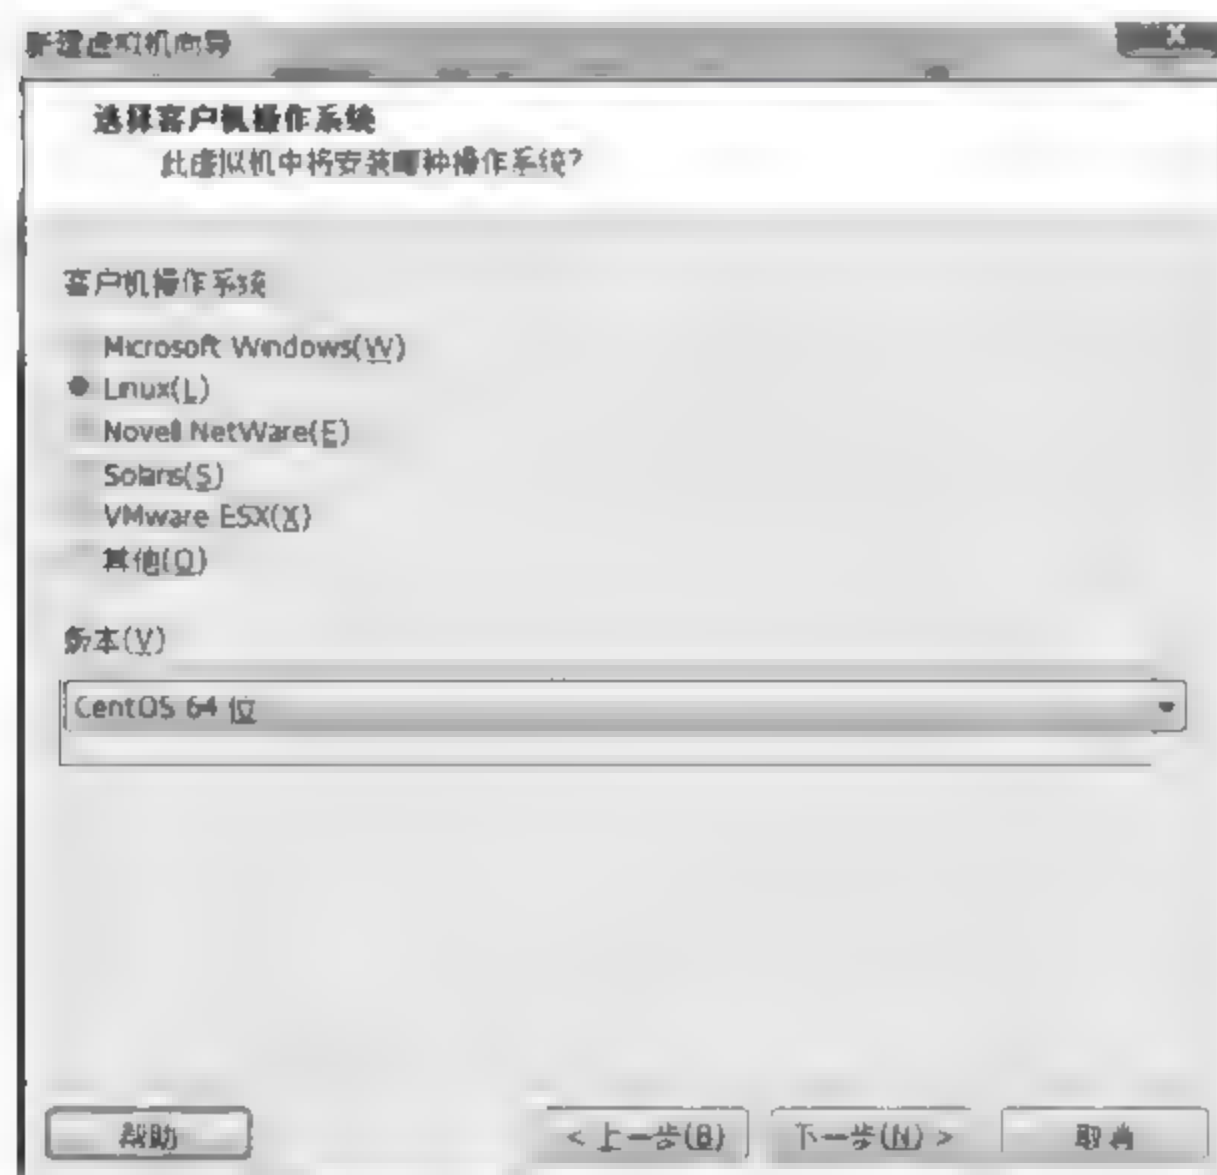 新建虚拟机向导
选择客户机操作系统
此虚拟机中将安装哪种操作系统?
客户机操作系统
Microsoft Windows(W)
Linux(L)
Novell NetWare(E)
Solaris(S)
VMware ESX(X)
其他(O)
版本(V)
CentOS 64 位
帮助
< 上一步(B)
下一步(N) >
取消